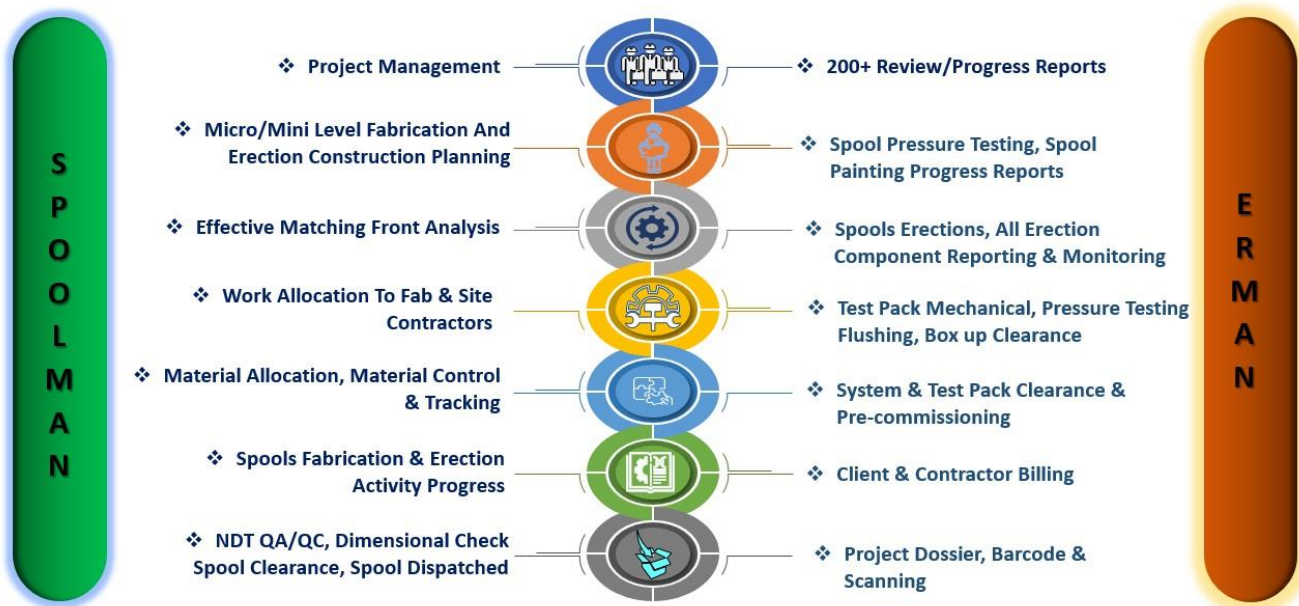 SPOOLMAN
❖ Project Management
❖ Micro/Mini Level Fabrication And
Erection Construction Planning
❖ Effective Matching Front Analysis
❖ Work Allocation To Fab & Site
Contractors
❖ Material Allocation, Material Control
& Tracking
❖ Spools Fabrication & Erection
Activity Progress
❖ NDT QA/QC, Dimensional Check
Spool Clearance, Spool Dispatched
❖ 200+ Review/Progress Reports
❖ Spool Pressure Testing, Spool
Painting Progress Reports
❖ Spools Erections, All Erection
Component Reporting & Monitoring
❖ Test Pack Mechanical, Pressure Testing
Flushing, Box up Clearance
❖ System & Test Pack Clearance &
Pre-commissioning
❖ Client & Contractor Billing
❖ Project Dossier, Barcode &
Scanning
ERMAN